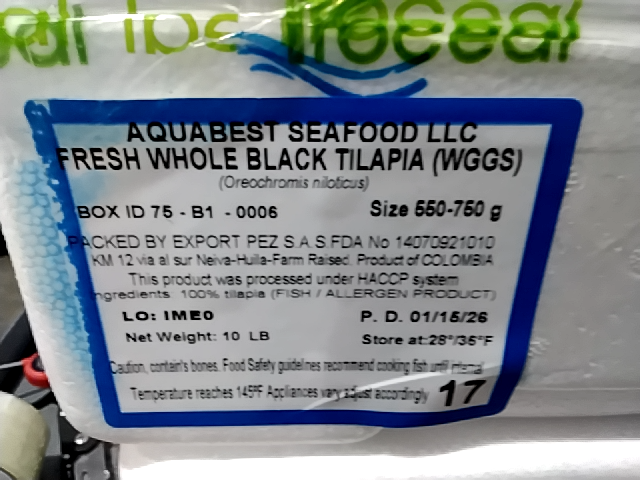 AQUABEST SEAFOOD LLC
FRESH WHOLE BLACK TILAPIA (WGGS)
(Oreochromis niloticus)
BOX ID 75 - B1 - 0006
Size 550-750 g
PACKED BY EXPORT PEZ S.A.S.FDA No 14070921010
KM 12 via al sur Neiva-Huila-Farm Raised. Product of COLOMBIA
This product was processed under HACCP system
Ingredients: 100% tilapia (FISH / ALLERGEN PRODUCT)
LO: IME0
P. D. 01/15/26
Net Weight: 10 LB
Store at:28°/35°F
Caution, contain's bones. Food Safety guidelines recommend cooking fish until internal
Temperature reaches 145ºF Appliances vary adjust accordingly
17